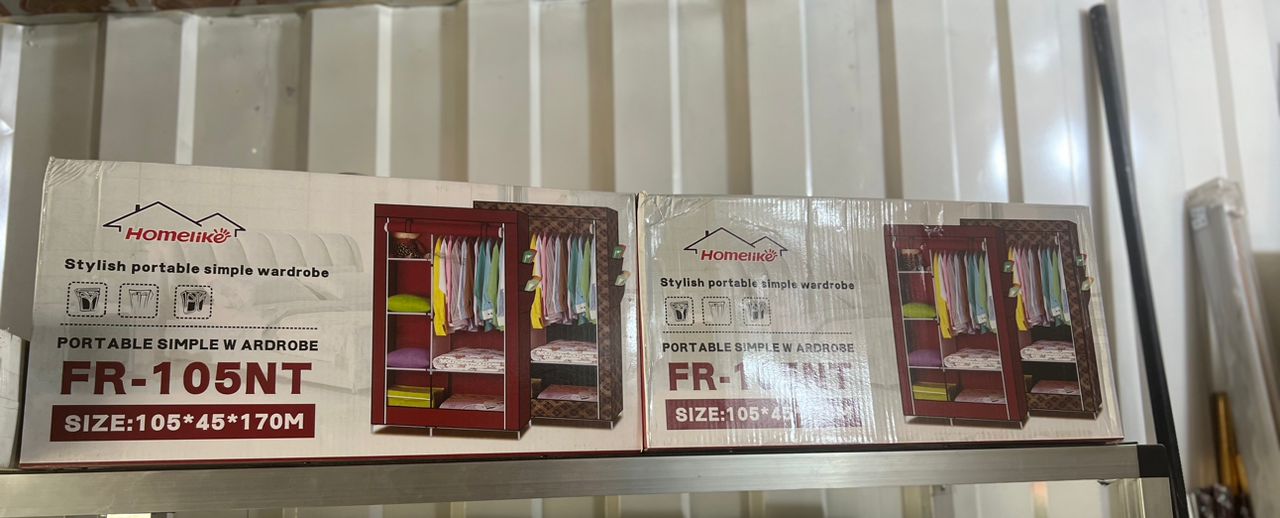 Homelike
Stylish portable simple wardrobe
PORTABLE SIMPLE W ARDROBE
FR-105NT
SIZE:105*45*170M
Homelike
Stylish portable simple wardrobe
PORTABLE SIMPLE W ARDROBE
FR-105NT
SIZE:105*45